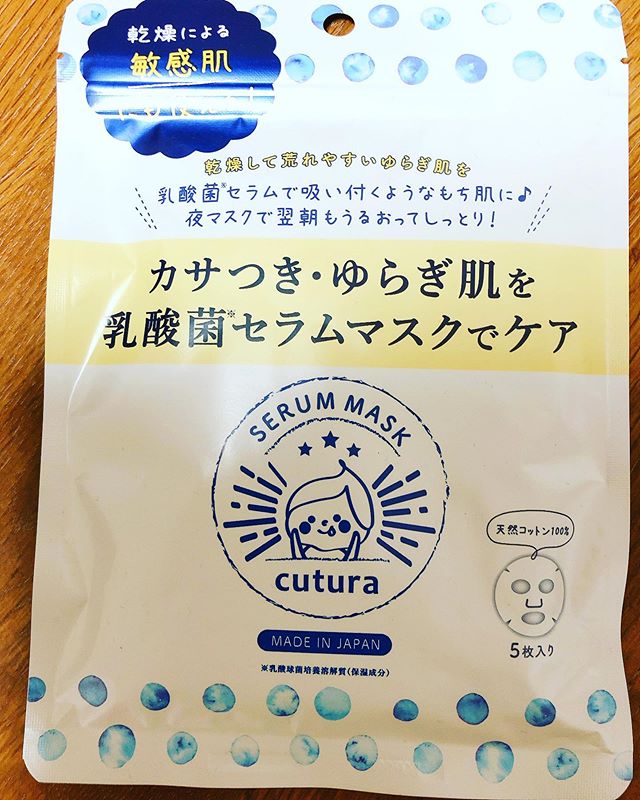 乾燥による
敏感肌
乾燥して荒れやすいゆらぎ肌を
乳酸菌※セラムで吸い付くようなもち肌に♪
夜マスクで翌朝もうるおってしっとり!
カサつき・ゆらぎ肌を
乳酸菌※セラムマスクでケア
SERUM MASK
cutura
天然コットン100%
5枚入り
MADE IN JAPAN
※乳酸球菌培養溶解質(保湿成分)